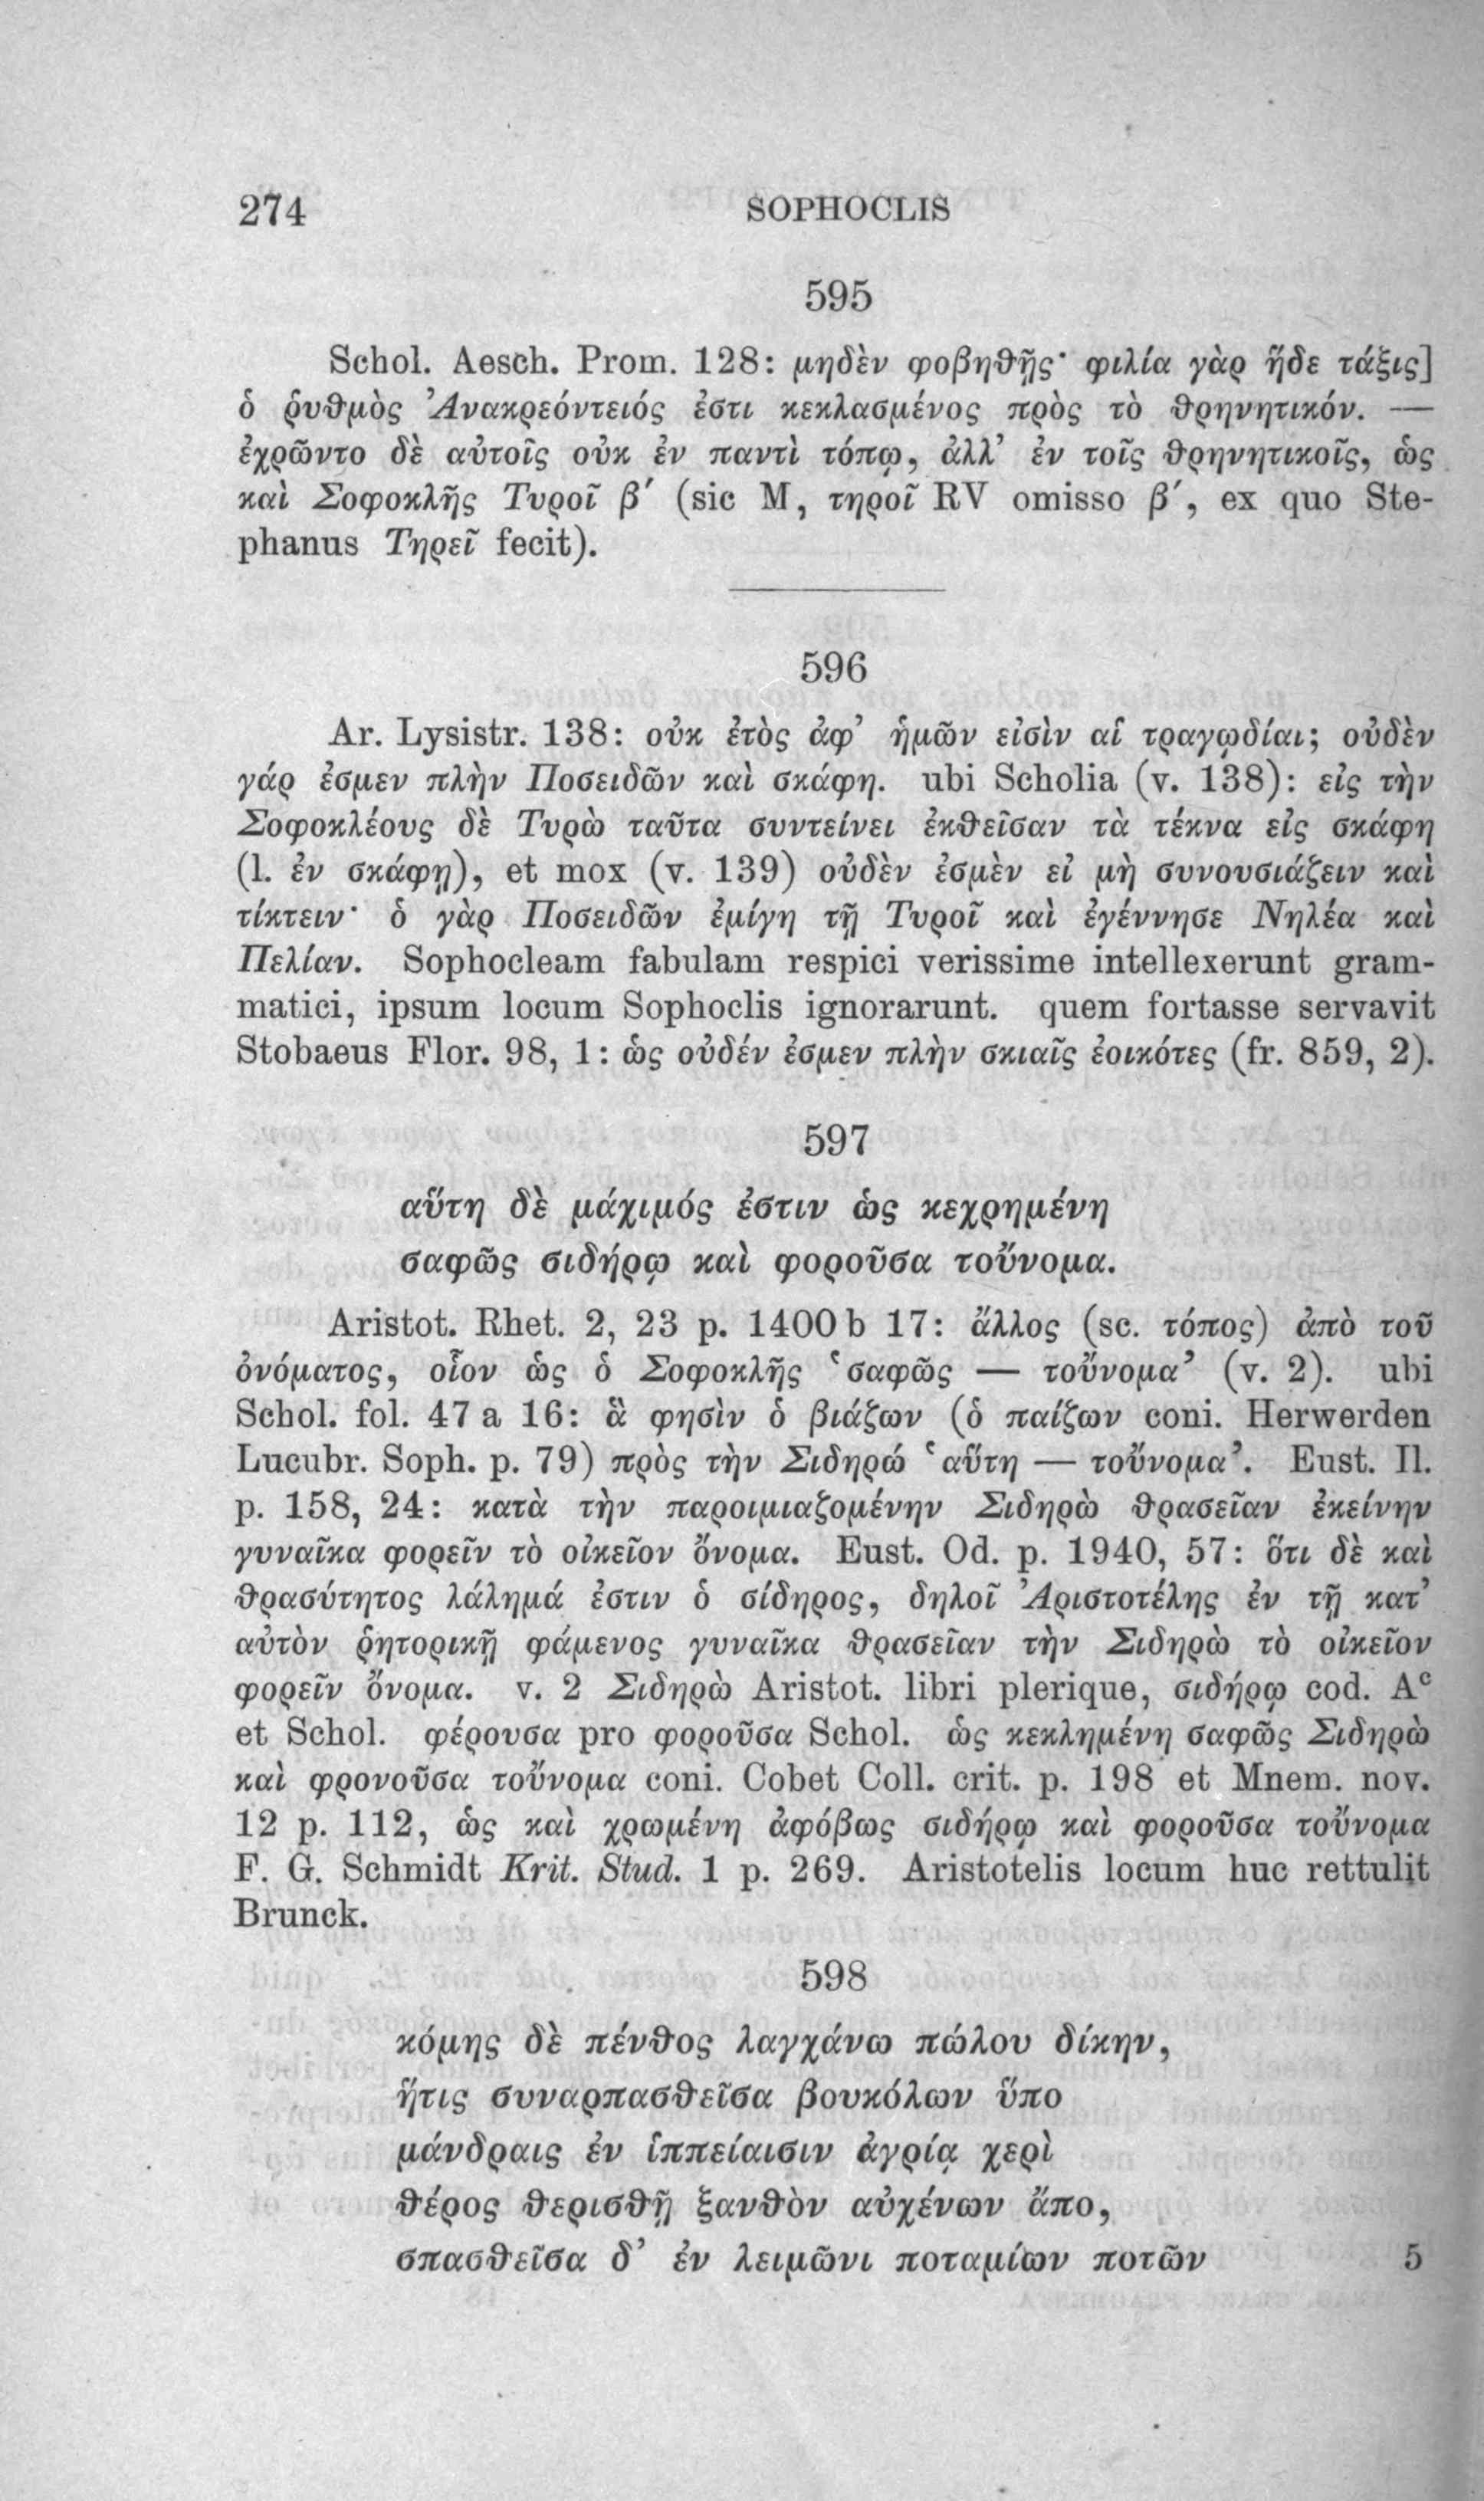 274
SOPHOCLIS
595
Schol. Aesch. Prom. 128: μηδὲν φοβηθῇς· φιλία γὰρ ἥδε τάξις]
ὁ ῥυθμὸς Ἀνακρεόντειός ἐστι κεκλασμένος πρὸς τὸ θρηνητικόν. —
ἐχρῶντο δὲ αὐτοῖς οὐκ ἐν παντὶ τόπῳ, ἀλλ’ ἐν τοῖς θρηνητικοῖς, ὡς
καὶ Σοφοκλῆς Τυροῖ β′ (sic M, τηροῖ RV omisso β′, ex quo Ste-
phanus Τηρεῖ fecit).
596
Ar. Lysistr. 138: οὐκ ἐτὸς ἀφ’ ἡμῶν εἰσὶν αἱ τραγῳδίαι; οὐδὲν
γάρ ἐσμεν πλὴν Ποσειδῶν καὶ σκάφη. ubi Scholia (v. 138): εἰς τὴν
Σοφοκλέους δὲ Τυρὼ ταῦτα συντείνει ἐκθεῖσαν τὰ τέκνα εἰς σκάφη
(l. ἐν σκάφῃ), et mox (v. 139) οὐδὲν ἐσμὲν εἰ μὴ συνουσιάζειν καὶ
τίκτειν· ὁ γὰρ Ποσειδῶν ἐμίγη τῇ Τυροῖ καὶ ἐγέννησε Νηλέα καὶ
Πελίαν. Sophocleam fabulam respici verissime intellexerunt gram-
matici, ipsum locum Sophoclis ignorarunt. quem fortasse servavit
Stobaeus Flor. 98, 1: ὡς οὐδέν ἐσμεν πλὴν σκιαῖς ἐοικότες (fr. 859, 2).
597
αὕτη δὲ μάχιμός ἐστιν ὡς κεχρημένη
σαφῶς σιδήρῳ καὶ φοροῦσα τοὔνομα.
Aristot. Rhet. 2, 23 p. 1400 b 17: ἄλλος (sc. τόπος) ἀπὸ τοῦ
ὀνόματος, οἷον ὡς ὁ Σοφοκλῆς ‘σαφῶς — τοὔνομα’ (v. 2). ubi
Schol. fol. 47 a 16: ἅ φησὶν ὁ βιάζων (ὁ παίζων coni. Herwerden
Lucubr. Soph. p. 79) πρὸς τὴν Σιδηρώ ‘αὕτη — τοὔνομα’. Eust. Il.
p. 158, 24: κατὰ τὴν παροιμιαζομένην Σιδηρὼ θρασεῖαν ἐκείνην
γυναῖκα φορεῖν τὸ οἰκεῖον ὄνομα. Eust. Od. p. 1940, 57: ὅτι δὲ καὶ
θρασύτητος λάλημά ἐστιν ὁ σίδηρος, δηλοῖ Ἀριστοτέλης ἐν τῇ κατ’
αὐτὸν ῥητορικῇ φάμενος γυναῖκα θρασεῖαν τὴν Σιδηρὼ τὸ οἰκεῖον
φορεῖν ὄνομα. v. 2 Σιδηρὼ Aristot. libri plerique, σιδήρῳ cod. Aᶜ
et Schol. φέρουσα pro φοροῦσα Schol. ὡς κεκλημένη σαφῶς Σιδηρὼ
καὶ φρονοῦσα τοὔνομα coni. Cobet Coll. crit. p. 198 et Mnem. nov.
12 p. 112, ὡς καὶ χρωμένη ἀφόβως σιδήρῳ καὶ φοροῦσα τοὔνομα
F. G. Schmidt Krit. Stud. 1 p. 269. Aristotelis locum huc rettulit
Brunck.
598
κόμης δὲ πένθος λαγχάνω πώλου δίκην,
ἥτις συναρπασθεῖσα βουκόλων ὕπο
μάνδραις ἐν ἱππείαισιν ἀγρίᾳ χερὶ
θέρος θερισθῇ ξανθὸν αὐχένων ἄπο,
σπασθεῖσα δ’ ἐν λειμῶνι ποταμίων ποτῶν 5